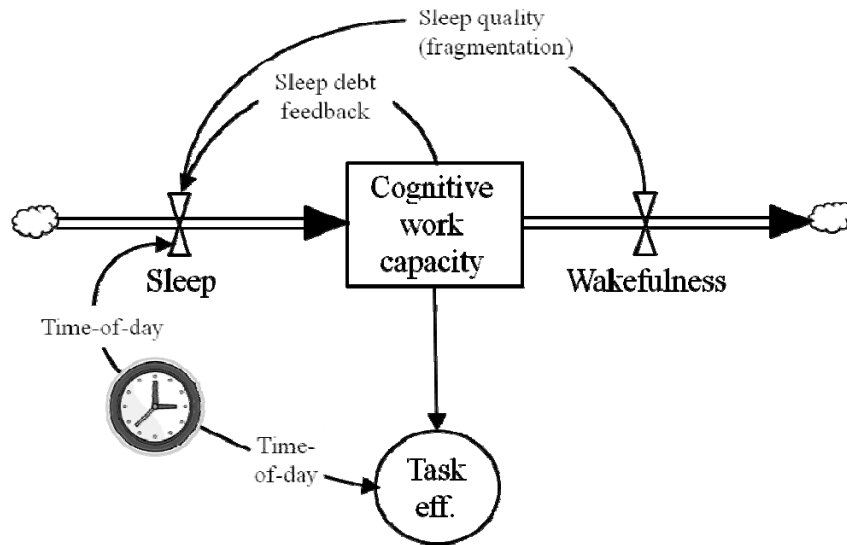 Sleep quality
(fragmentation)
Sleep debt
feedback
Cognitive
work
capacity
Sleep
Wakefulness
Time-of-day
Time-
of-day
Task
eff.